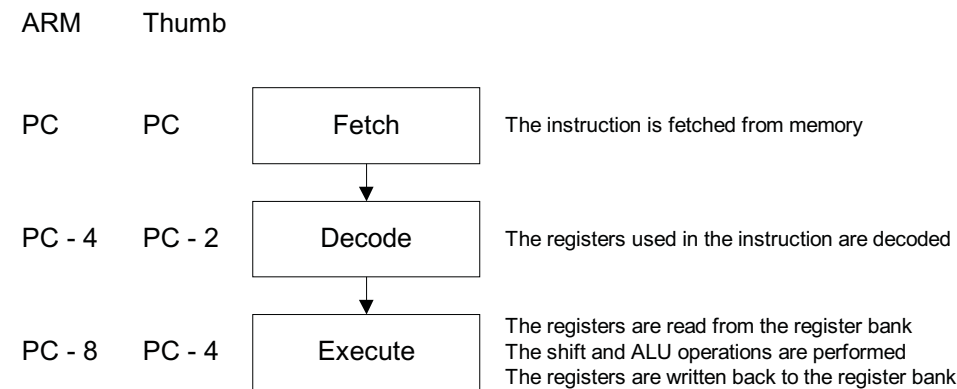 ARM Thumb
PC PC Fetch The instruction is fetched from memory
PC - 4 PC - 2 Decode The registers used in the instruction are decoded
The registers are read from the register bank
PC - 8 PC - 4 Execute The shift and ALU operations are performed
The registers are written back to the register bank